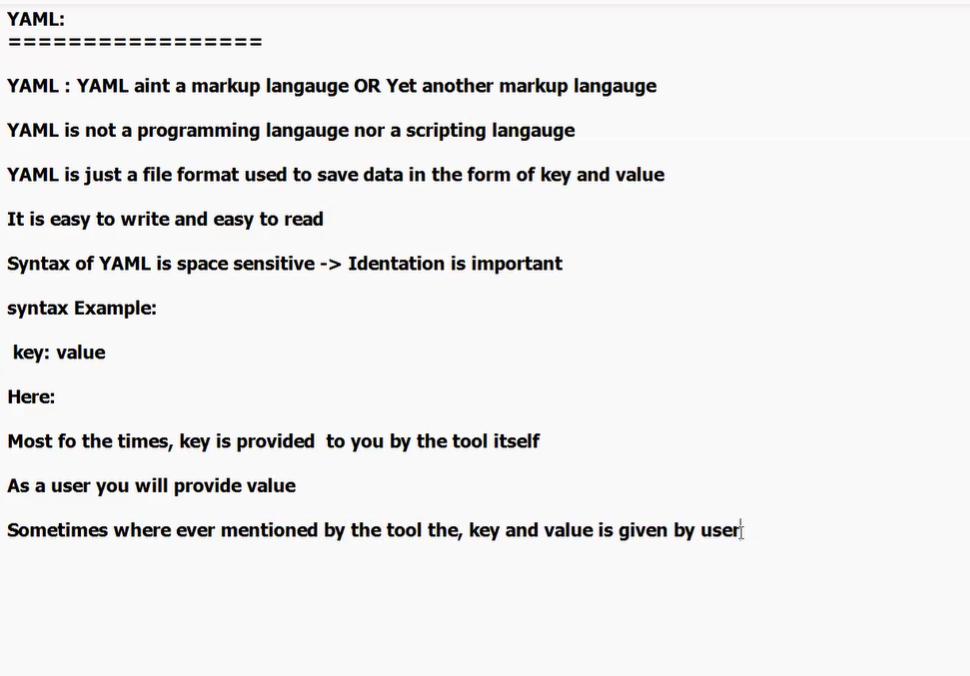 YAML:
=================
YAML : YAML aint a markup langauge OR Yet another markup langauge
YAML is not a programming langauge nor a scripting langauge
YAML is just a file format used to save data in the form of key and value
It is easy to write and easy to read
Syntax of YAML is space sensitive -> Identation is important
syntax Example:
key: value
Here:
Most fo the times, key is provided  to you by the tool itself
As a user you will provide value
Sometimes where ever mentioned by the tool the, key and value is given by user